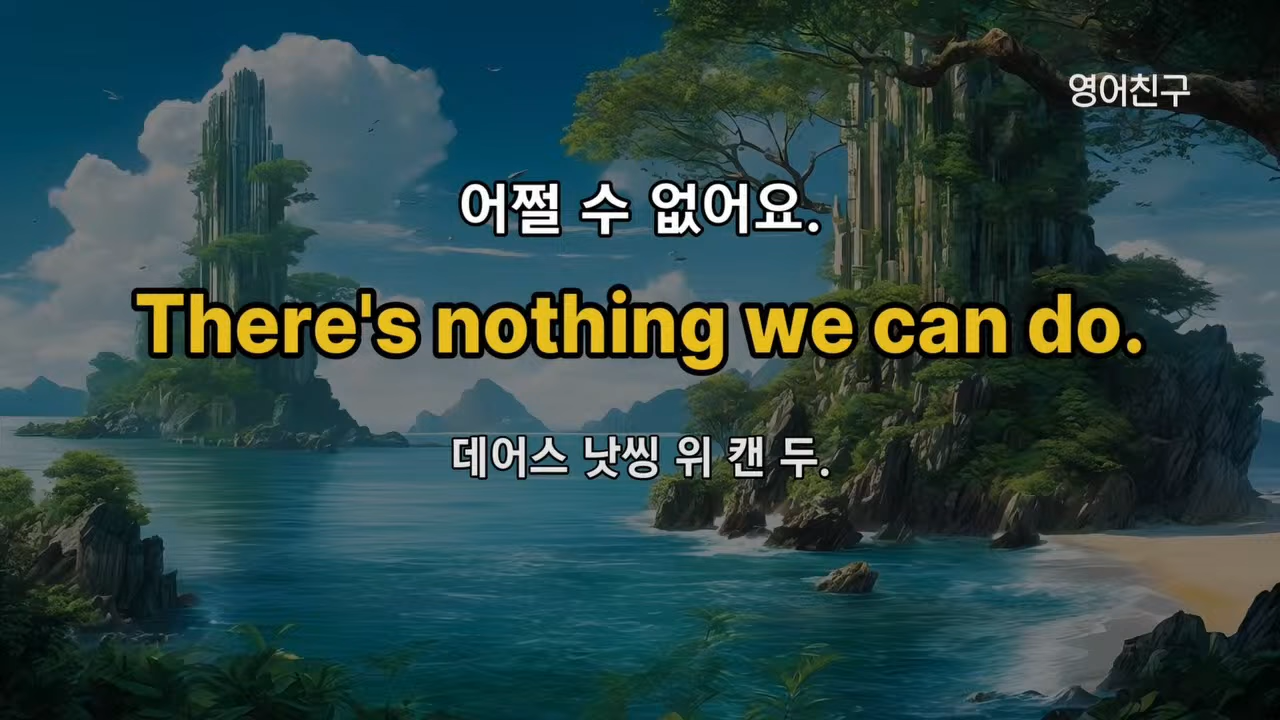 영어친구
어쩔 수 없어요.
There's nothing we can do.
데어스 낫씽 위 캔 두.